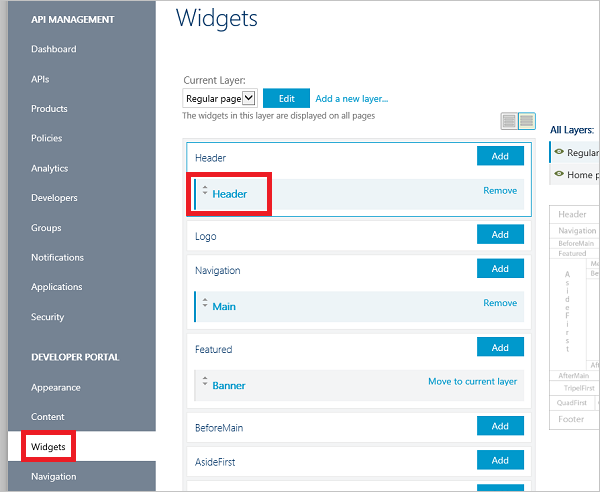 API MANAGEMENT
Dashboard
APIs
Products
Policies
Analytics
Developers
Groups
Notifications
Applications
Security
DEVELOPER PORTAL
Appearance
Content
Widgets
Navigation
Widgets
Current Layer:
Regular page Edit Add a new layer...
The widgets in this layer are displayed on all pages
Header Add
Header Remove
Logo Add
Navigation Add
Main Remove
Featured Add
Banner Move to current layer
BeforeMain Add
AsideFirst Add
All Layers:
Regular
Home p
Header
Navigation
BeforeMain
Featured
AsideFirst
Me
Be
Af
AfterMain
TripelFirst
QuadFirst
Footer